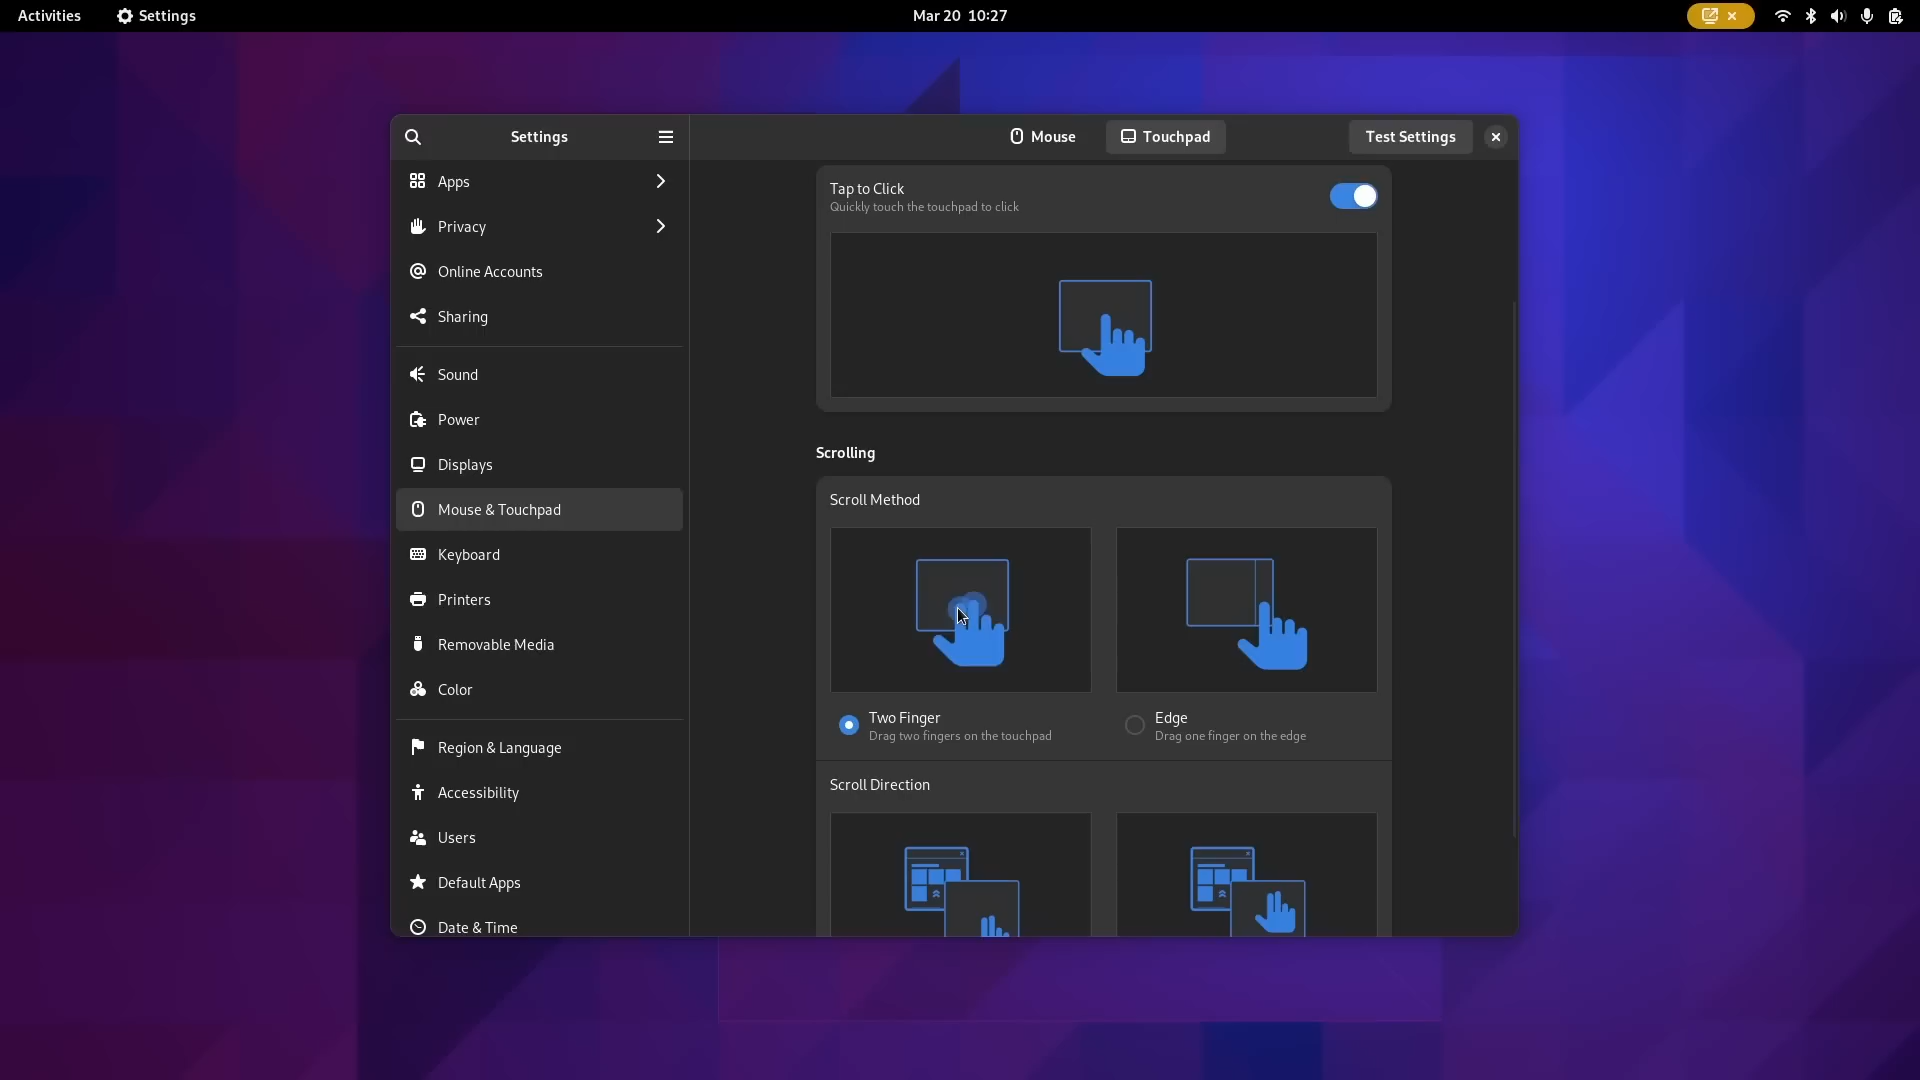 Activities
Settings
Mar 20 10:27
Settings
Mouse
Touchpad
Test Settings
Apps
Privacy
Online Accounts
Sharing
Sound
Power
Displays
Mouse & Touchpad
Keyboard
Printers
Removable Media
Color
Region & Language
Accessibility
Users
Default Apps
Date & Time
Tap to Click
Quickly touch the touchpad to click
Scrolling
Scroll Method
Two Finger
Drag two fingers on the touchpad
Edge
Drag one finger on the edge
Scroll Direction